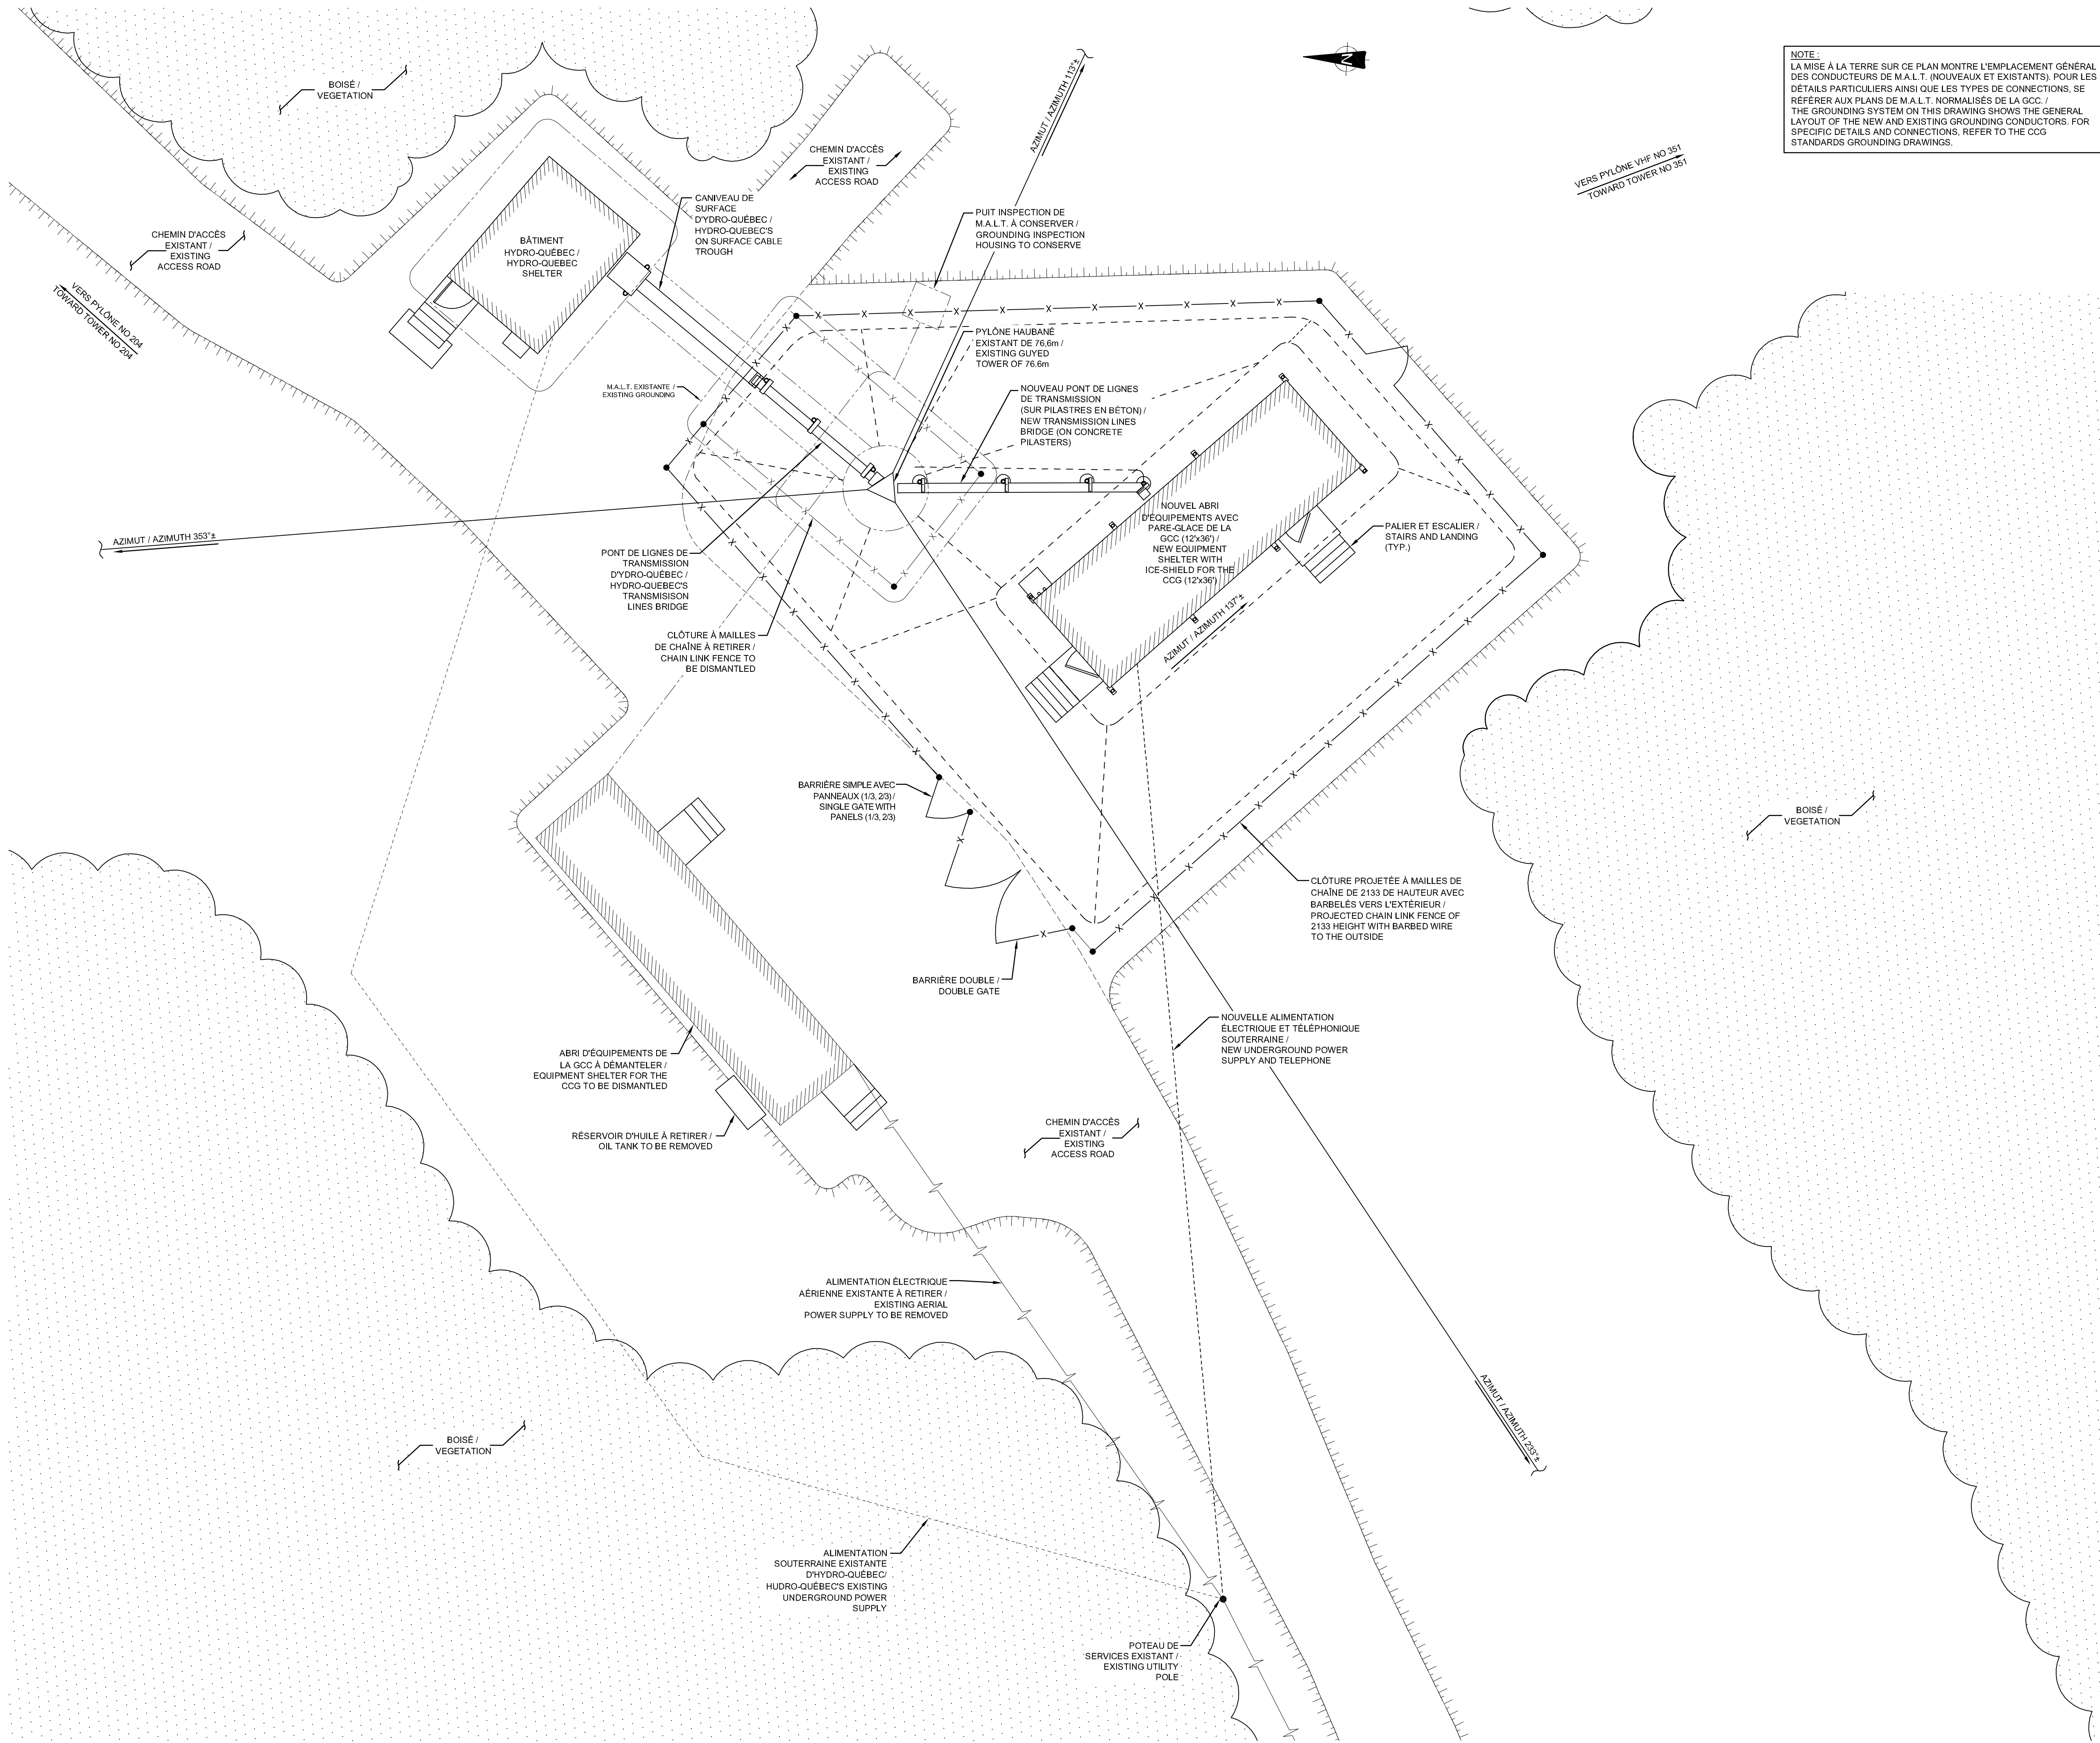 BOISÉ /
VEGETATION
N
NOTE :
LA MISE À LA TERRE SUR CE PLAN MONTRE L'EMPLACEMENT GÉNÉRAL
DES CONDUCTEURS DE M.A.L.T. (NOUVEAUX ET EXISTANTS). POUR LES
DÉTAILS PARTICULIERS AINSI QUE LES TYPES DE CONNECTIONS, SE
RÉFÉRER AUX PLANS DE M.A.L.T. NORMALISÉS DE LA GCC. /
THE GROUNDING SYSTEM ON THIS DRAWING SHOWS THE GENERAL
LAYOUT OF THE NEW AND EXISTING GROUNDING CONDUCTORS. FOR
SPECIFIC DETAILS AND CONNECTIONS, REFER TO THE CCG
STANDARDS GROUNDING DRAWINGS.
AZIMUT / AZIMUTH 113°±
CHEMIN D'ACCÈS
EXISTANT /
EXISTING
ACCESS ROAD
VERS PYLÔNE VHF NO 351
TOWARD TOWER NO 351
CANIVEAU DE
SURFACE
D'YDRO-QUÉBEC /
HYDRO-QUEBEC'S
ON SURFACE CABLE
TROUGH
PUIT INSPECTION DE
M.A.L.T. À CONSERVER /
GROUNDING INSPECTION
HOUSING TO CONSERVE
CHEMIN D'ACCÈS
EXISTANT /
EXISTING
ACCESS ROAD
BÂTIMENT
HYDRO-QUÉBEC /
HYDRO-QUEBEC
SHELTER
VERS PYLÔNE NO 204
TOWARD TOWER NO 204
PYLÔNE HAUBANÉ
EXISTANT DE 76,6m /
EXISTING GUYED
TOWER OF 76.6m
M.A.L.T. EXISTANTE /
EXISTING GROUNDING
NOUVEAU PONT DE LIGNES
DE TRANSMISSION
(SUR PILASTRES EN BÉTON) /
NEW TRANSMISSION LINES
BRIDGE (ON CONCRETE
PILASTERS)
NOUVEL ABRI
D'ÉQUIPEMENTS AVEC
PARE-GLACE DE LA
GCC (12'x36') /
NEW EQUIPMENT
SHELTER WITH
ICE-SHIELD FOR THE
CCG (12'x36')
PALIER ET ESCALIER /
STAIRS AND LANDING
(TYP.)
AZIMUT / AZIMUTH 353°±
PONT DE LIGNES DE
TRANSMISSION
D'YDRO-QUÉBEC /
HYDRO-QUEBEC'S
TRANSMISISON
LINES BRIDGE
AZIMUT / AZIMUTH 137°±
CLÔTURE À MAILLES
DE CHAÎNE À RETIRER /
CHAIN LINK FENCE TO
BE DISMANTLED
BARRIÈRE SIMPLE AVEC
PANNEAUX (1/3, 2/3) /
SINGLE GATE WITH
PANELS (1/3, 2/3)
BOISÉ /
VEGETATION
CLÔTURE PROJETÉE À MAILLES DE
CHAÎNE DE 2133 DE HAUTEUR AVEC
BARBELÉS VERS L'EXTÉRIEUR /
PROJECTED CHAIN LINK FENCE OF
2133 HEIGHT WITH BARBED WIRE
TO THE OUTSIDE
BARRIÈRE DOUBLE /
DOUBLE GATE
NOUVELLE ALIMENTATION
ÉLECTRIQUE ET TÉLÉPHONIQUE
SOUTERRAINE /
NEW UNDERGROUND POWER
SUPPLY AND TELEPHONE
ABRI D'ÉQUIPEMENTS DE
LA GCC À DÉMANTELER /
EQUIPMENT SHELTER FOR THE
CCG TO BE DISMANTLED
RÉSERVOIR D'HUILE À RETIRER /
OIL TANK TO BE REMOVED
CHEMIN D'ACCÈS
EXISTANT /
EXISTING
ACCESS ROAD
ALIMENTATION ÉLECTRIQUE
AÉRIENNE EXISTANTE À RETIRER /
EXISTING AERIAL
POWER SUPPLY TO BE REMOVED
AZIMUT / AZIMUTH 233°±
BOISÉ /
VEGETATION
ALIMENTATION
SOUTERRAINE EXISTANTE
D'HYDRO-QUÉBEC/
HUDRO-QUÉBEC'S EXISTING
UNDERGROUND POWER
SUPPLY
POTEAU DE
SERVICES EXISTANT /
EXISTING UTILITY
POLE